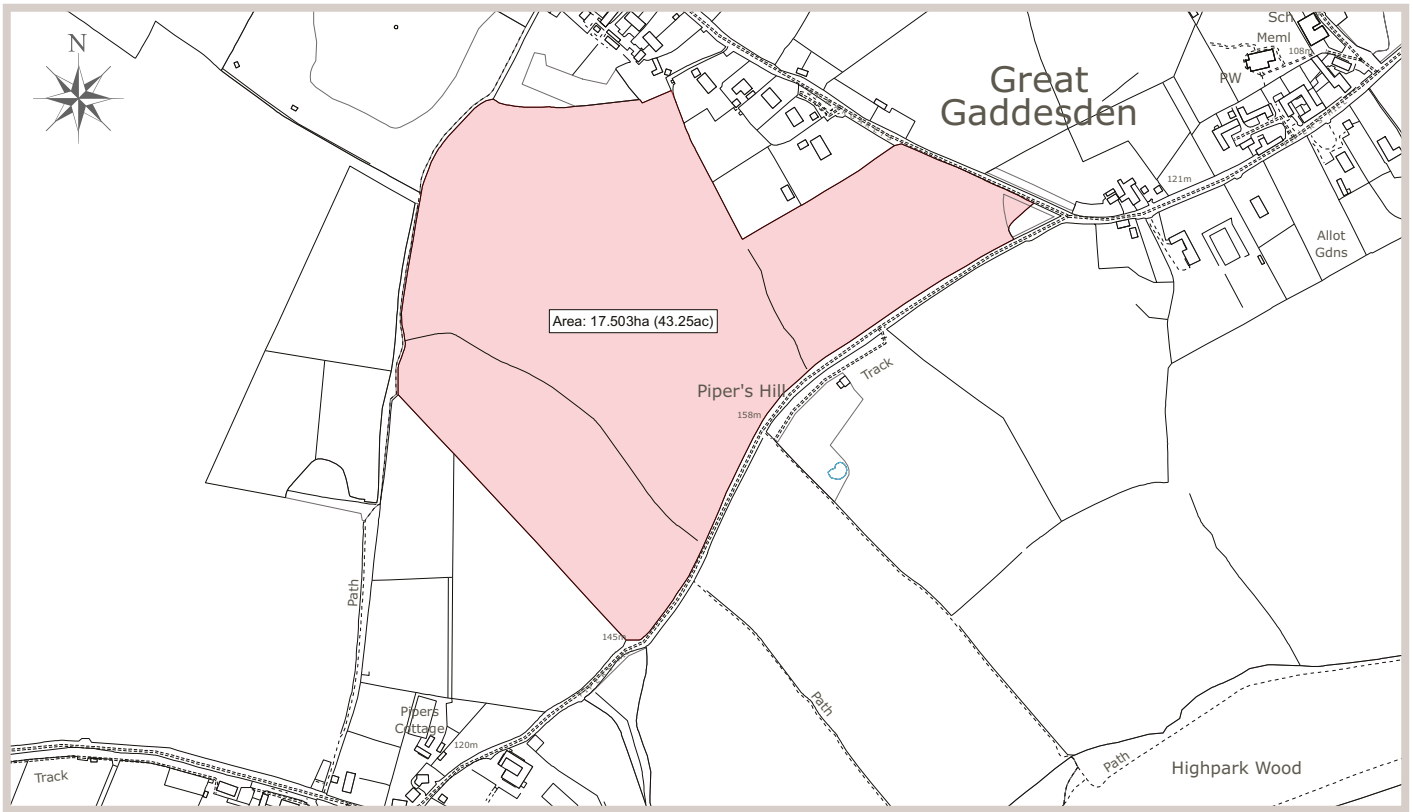 N
Sch
Meml
108m
PW
Great
Gaddesden
121m
Allot
Gdns
Area: 17.503ha (43.25ac)
Track
Piper's Hill
158m
Path
145m
Path
Pipers
Cottage
120m
Track
Path
Highpark Wood